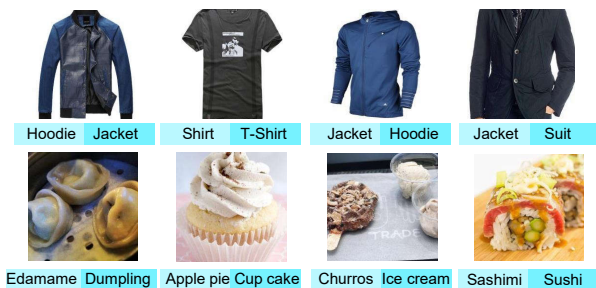 Hoodie Jacket Shirt T-Shirt Jacket Hoodie Jacket Suit
TRADE
Edamame Dumpling Apple pie Cup cake Churros Ice cream Sashimi Sushi